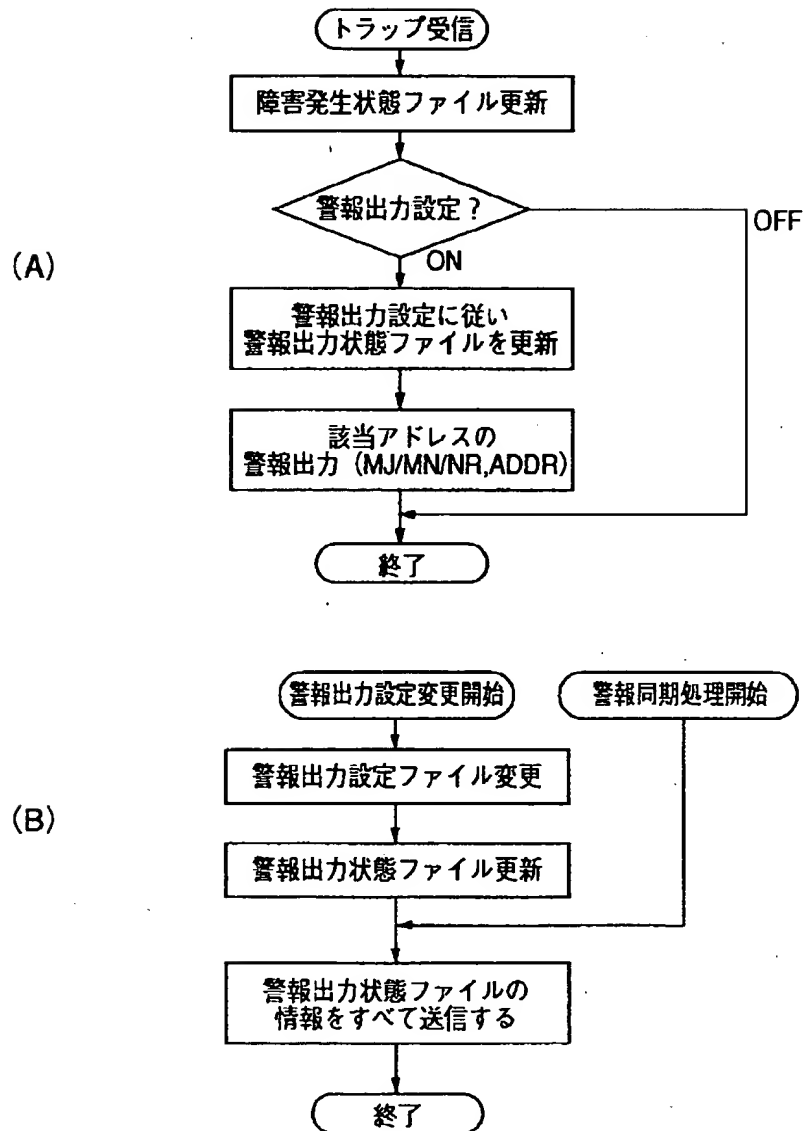 (A)
トラップ受信
障害発生状態ファイル更新
警報出力設定？
OFF
ON
警報出力設定に従い
警報出力状態ファイルを更新
該当アドレスの
警報出力（MJ/MN/NR,ADDR）
終了
(B)
警報出力設定変更開始
警報同期処理開始
警報出力設定ファイル変更
警報出力状態ファイル更新
警報出力状態ファイルの
情報をすべて送信する
終了